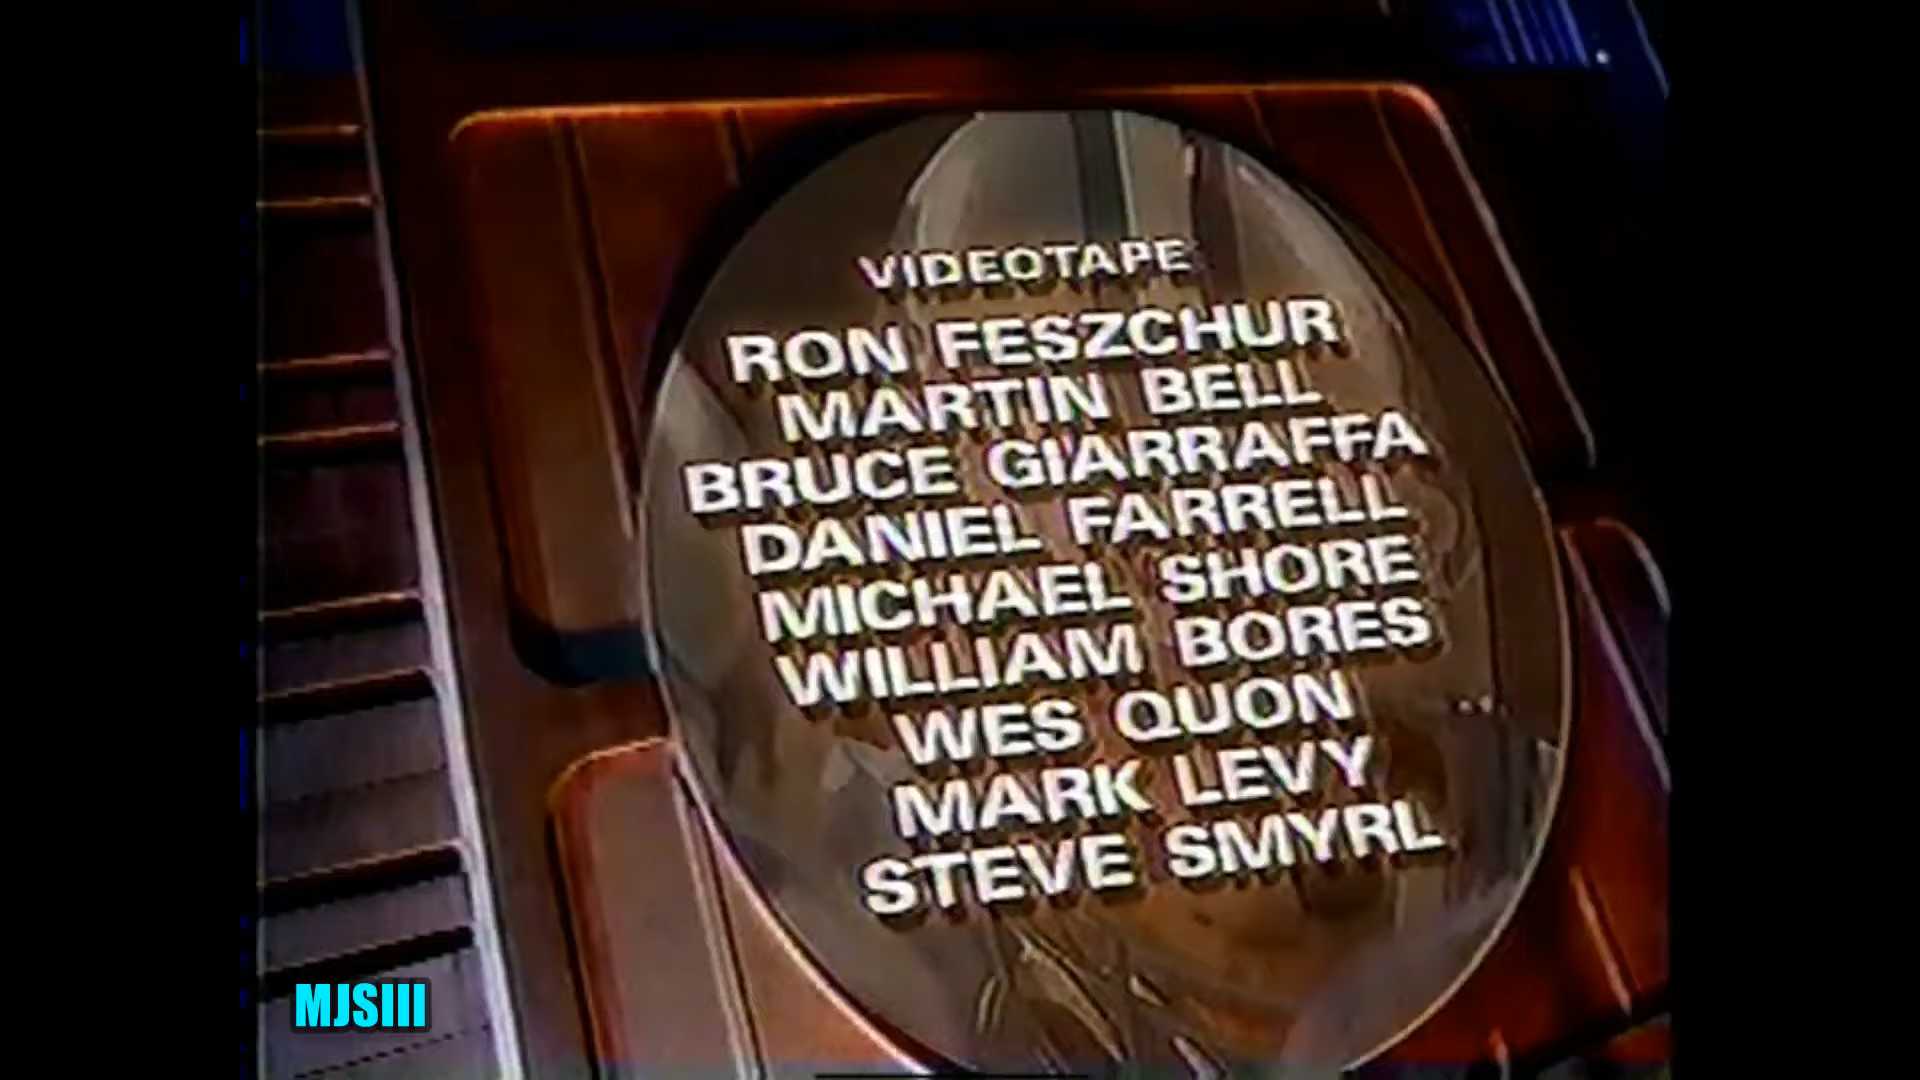 VIDEOTAPE
RON FESZCHUR
MARTIN BELL
BRUCE GIARRAFFA
DANIEL FARRELL
MICHAEL SHORE
WILLIAM BORES
WES QUON
MARK LEVY
STEVE SMYRL
MJSIII